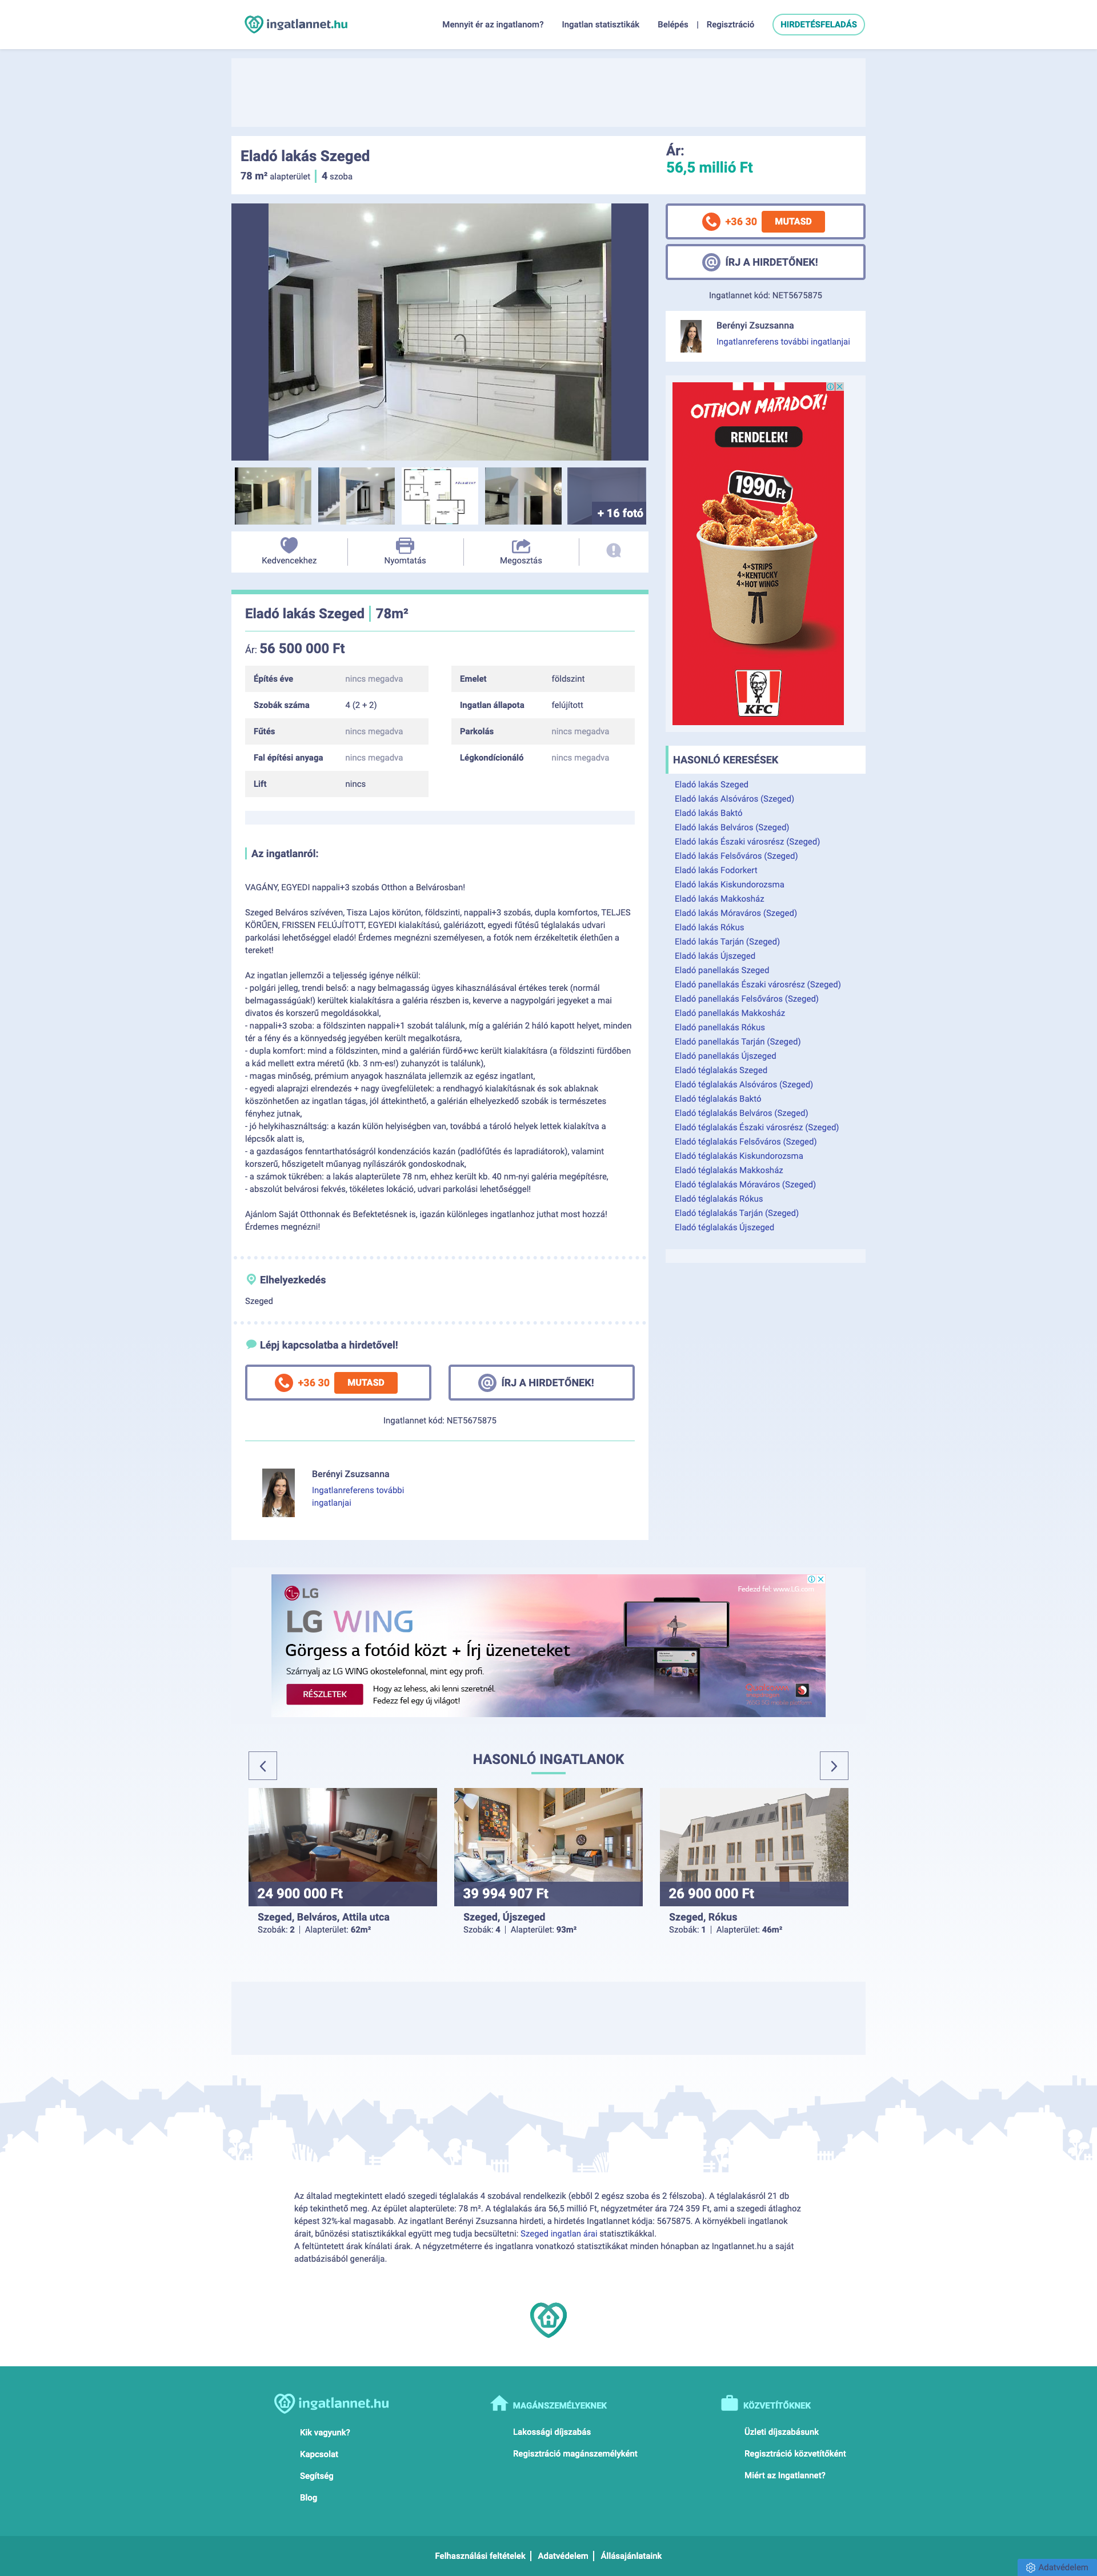 ingatlannet.hu
Mennyit ér az ingatlanom?
Ingatlan statisztikák
Belépés | Regisztráció
HIRDETÉSFELADÁS
Eladó lakás Szeged
78 m² alapterület 4 szoba
Ár:
56,5 millió Ft
+36 30 MUTASD
ÍRJ A HIRDETŐNEK!
Ingatlannet kód: NET5675875
Berényi Zsuzsanna
Ingatlanreferens további ingatlanjai
+ 16 fotó
Kedvencekhez
Nyomtatás
Megosztás
OTTHON MARADOK!
RENDELEK!
1990Ft
4×STRIPS
4×KENTUCKY
4×HOT WINGS
KFC
Eladó lakás Szeged 78m²
Ár: 56 500 000 Ft
Építés éve nincs megadva
Emelet földszint
Szobák száma 4 (2 + 2)
Ingatlan állapota felújított
Fűtés nincs megadva
Parkolás nincs megadva
Fal építési anyaga nincs megadva
Légkondícionáló nincs megadva
Lift nincs
Az ingatlanról:
VAGÁNY, EGYEDI nappali+3 szobás Otthon a Belvárosban!
Szeged Belváros szívéven, Tisza Lajos körúton, földszinti, nappali+3 szobás, dupla komfortos, TELJES
KÖRŰEN, FRISSEN FELÚJÍTOTT, EGYEDI kialakítású, galériázott, egyedi fűtésű téglalakás udvari
parkolási lehetőséggel eladó! Érdemes megnézni személyesen, a fotók nem érzékeltetik élethűen a
tereket!
Az ingatlan jellemzői a teljesség igénye nélkül:
- polgári jelleg, trendi belső: a nagy belmagasság ügyes kihasználásával értékes terek (normál
belmagasságúak!) kerültek kialakításra a galéria részben is, keverve a nagypolgári jegyeket a mai
divatos és korszerű megoldásokkal,
- nappali+3 szoba: a földszinten nappali+1 szobát találunk, míg a galérián 2 háló kapott helyet, minden
tér a fény és a könnyedség jegyében került megalkotásra,
- dupla komfort: mind a földszinten, mind a galérián fürdő+wc került kialakításra (a földszinti fürdőben
a kád mellett extra méretű (kb. 3 nm-es!) zuhanyzót is találunk),
- magas minőség, prémium anyagok használata jellemzik az egész ingatlant,
- egyedi alaprajzi elrendezés + nagy üvegfelületek: a rendhagyó kialakításnak és sok ablaknak
köszönhetően az ingatlan tágas, jól áttekinthető, a galérián elhelyezkedő szobák is természetes
fényhez jutnak,
- jó helykihasználtság: a kazán külön helyiségben van, továbbá a tároló helyek lettek kialakítva a
lépcsők alatt is,
- a gazdaságos fenntarthatóságról kondenzációs kazán (padlófűtés és lapradiátorok), valamint
korszerű, hőszigetelt műanyag nyílászárók gondoskodnak,
- a számok tükrében: a lakás alapterülete 78 nm, ehhez került kb. 40 nm-nyi galéria megépítésre,
- abszolút belvárosi fekvés, tökéletes lokáció, udvari parkolási lehetőséggel!
Ajánlom Saját Otthonnak és Befektetésnek is, igazán különleges ingatlanhoz juthat most hozzá!
Érdemes megnézni!
Elhelyezkedés
Szeged
Lépj kapcsolatba a hirdetővel!
+36 30 MUTASD
ÍRJ A HIRDETŐNEK!
Ingatlannet kód: NET5675875
Berényi Zsuzsanna
Ingatlanreferens további
ingatlanjai
HASONLÓ KERESÉSEK
Eladó lakás Szeged
Eladó lakás Alsóváros (Szeged)
Eladó lakás Baktó
Eladó lakás Belváros (Szeged)
Eladó lakás Északi városrész (Szeged)
Eladó lakás Felsőváros (Szeged)
Eladó lakás Fodorkert
Eladó lakás Kiskundorozsma
Eladó lakás Makkosház
Eladó lakás Móraváros (Szeged)
Eladó lakás Rókus
Eladó lakás Tarján (Szeged)
Eladó lakás Újszeged
Eladó panellakás Szeged
Eladó panellakás Északi városrész (Szeged)
Eladó panellakás Felsőváros (Szeged)
Eladó panellakás Makkosház
Eladó panellakás Rókus
Eladó panellakás Tarján (Szeged)
Eladó panellakás Újszeged
Eladó téglalakás Szeged
Eladó téglalakás Alsóváros (Szeged)
Eladó téglalakás Baktó
Eladó téglalakás Belváros (Szeged)
Eladó téglalakás Északi városrész (Szeged)
Eladó téglalakás Felsőváros (Szeged)
Eladó téglalakás Kiskundorozsma
Eladó téglalakás Makkosház
Eladó téglalakás Móraváros (Szeged)
Eladó téglalakás Rókus
Eladó téglalakás Tarján (Szeged)
Eladó téglalakás Újszeged
LG
Fedezd fel. www.LG.com
LG WING
Görgess a fotóid közt + Írj üzeneteket
Szárnyalj az LG WING okostelefonnal, mint egy profi.
RÉSZLETEK
Hogy az lehess, aki lenni szeretnél.
Fedezz fel egy új világot!
HASONLÓ INGATLANOK
24 900 000 Ft
Szeged, Belváros, Attila utca
Szobák: 2 | Alapterület: 62m²
39 994 907 Ft
Szeged, Újszeged
Szobák: 4 | Alapterület: 93m²
26 900 000 Ft
Szeged, Rókus
Szobák: 1 | Alapterület: 46m²
Az általad megtekintett eladó szegedi téglalakás 4 szobával rendelkezik (ebből 2 egész szoba és 2 félszoba). A téglalakásról 21 db
kép tekinthető meg. Az épület alapterülete: 78 m². A téglalakás ára 56,5 millió Ft, négyzetméter ára 724 359 Ft, ami a szegedi átlaghoz
képest 32%-kal magasabb. Az ingatlant Berényi Zsuzsanna hirdeti, a hirdetés Ingatlannet kódja: 5675875. A környékbeli ingatlanok
árait, bűnözési statisztikákkal együtt meg tudja becsültetni: Szeged ingatlan árai statisztikákkal.
A feltüntetett árak kínálati árak. A négyzetméterre és ingatlanra vonatkozó statisztikákat minden hónapban az Ingatlannet.hu a saját
adatbázisából generálja.
ingatlannet.hu
Kik vagyunk?
Kapcsolat
Segítség
Blog
MAGÁNSZEMÉLYEKNEK
Lakossági díjszabás
Regisztráció magánszemélyként
KÖZVETÍTŐKNEK
Üzleti díjszabásunk
Regisztráció közvetítőként
Miért az Ingatlannet?
Felhasználási feltételek | Adatvédelem | Állásajánlataink
Adatvédelem